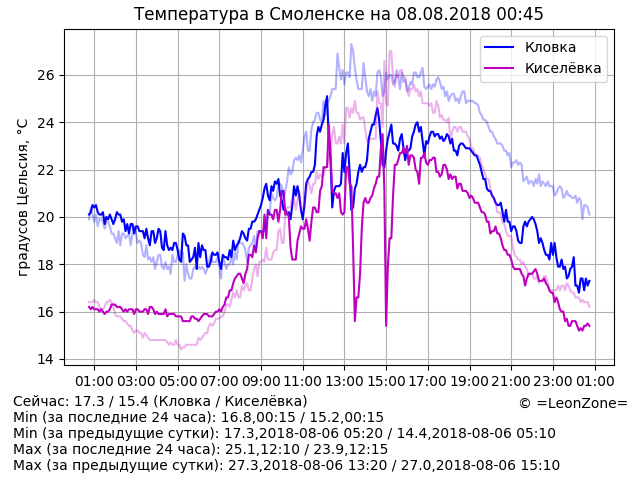 Температура в Смоленске на 08.08.2018 00:45
Кловка
Киселёвка
градусов Цельсия, °C
26
24
22
20
18
16
14
01:00 03:00 05:00 07:00 09:00 11:00 13:00 15:00 17:00 19:00 21:00 23:00 01:00
Сейчас: 17.3 / 15.4 (Кловка / Киселёвка)
© =LeonZone=
Min (за последние 24 часа): 16.8,00:15 / 15.2,00:15
Min (за предыдущие сутки): 17.3,2018-08-06 05:20 / 14.4,2018-08-06 05:10
Max (за последние 24 часа): 25.1,12:10 / 23.9,12:15
Max (за предыдущие сутки): 27.3,2018-08-06 13:20 / 27.0,2018-08-06 15:10